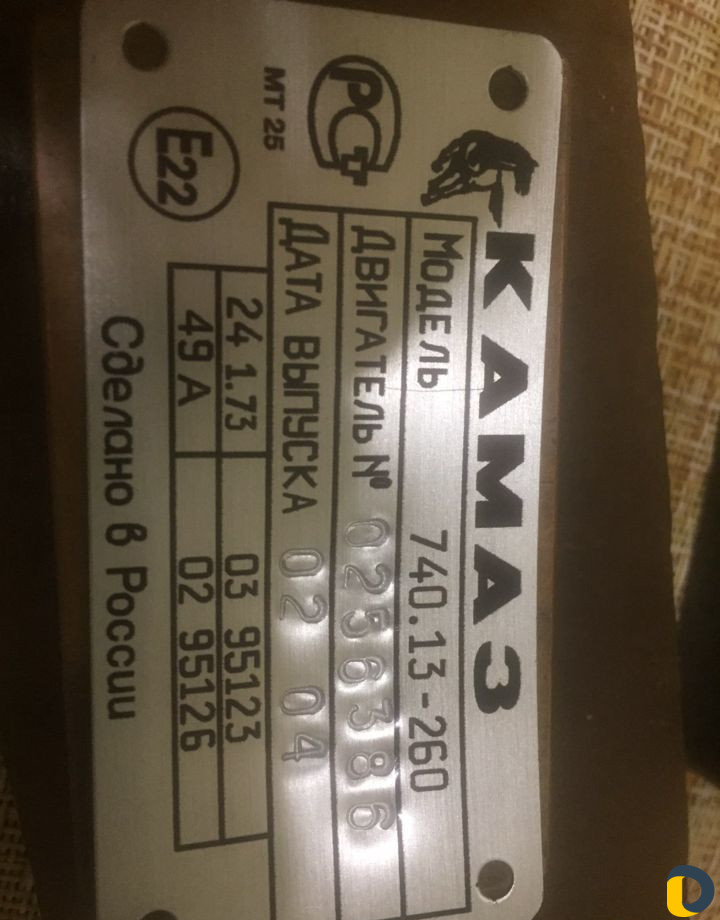 КАМАЗ
МОДЕЛЬ 740.13-260
ДВИГАТЕЛЬ № 0256386
ДАТА ВЫПУСКА 02 04
РСТ
МТ 25
E22
24 1.73 03 95123
49 А 02 95126
Сделано в России